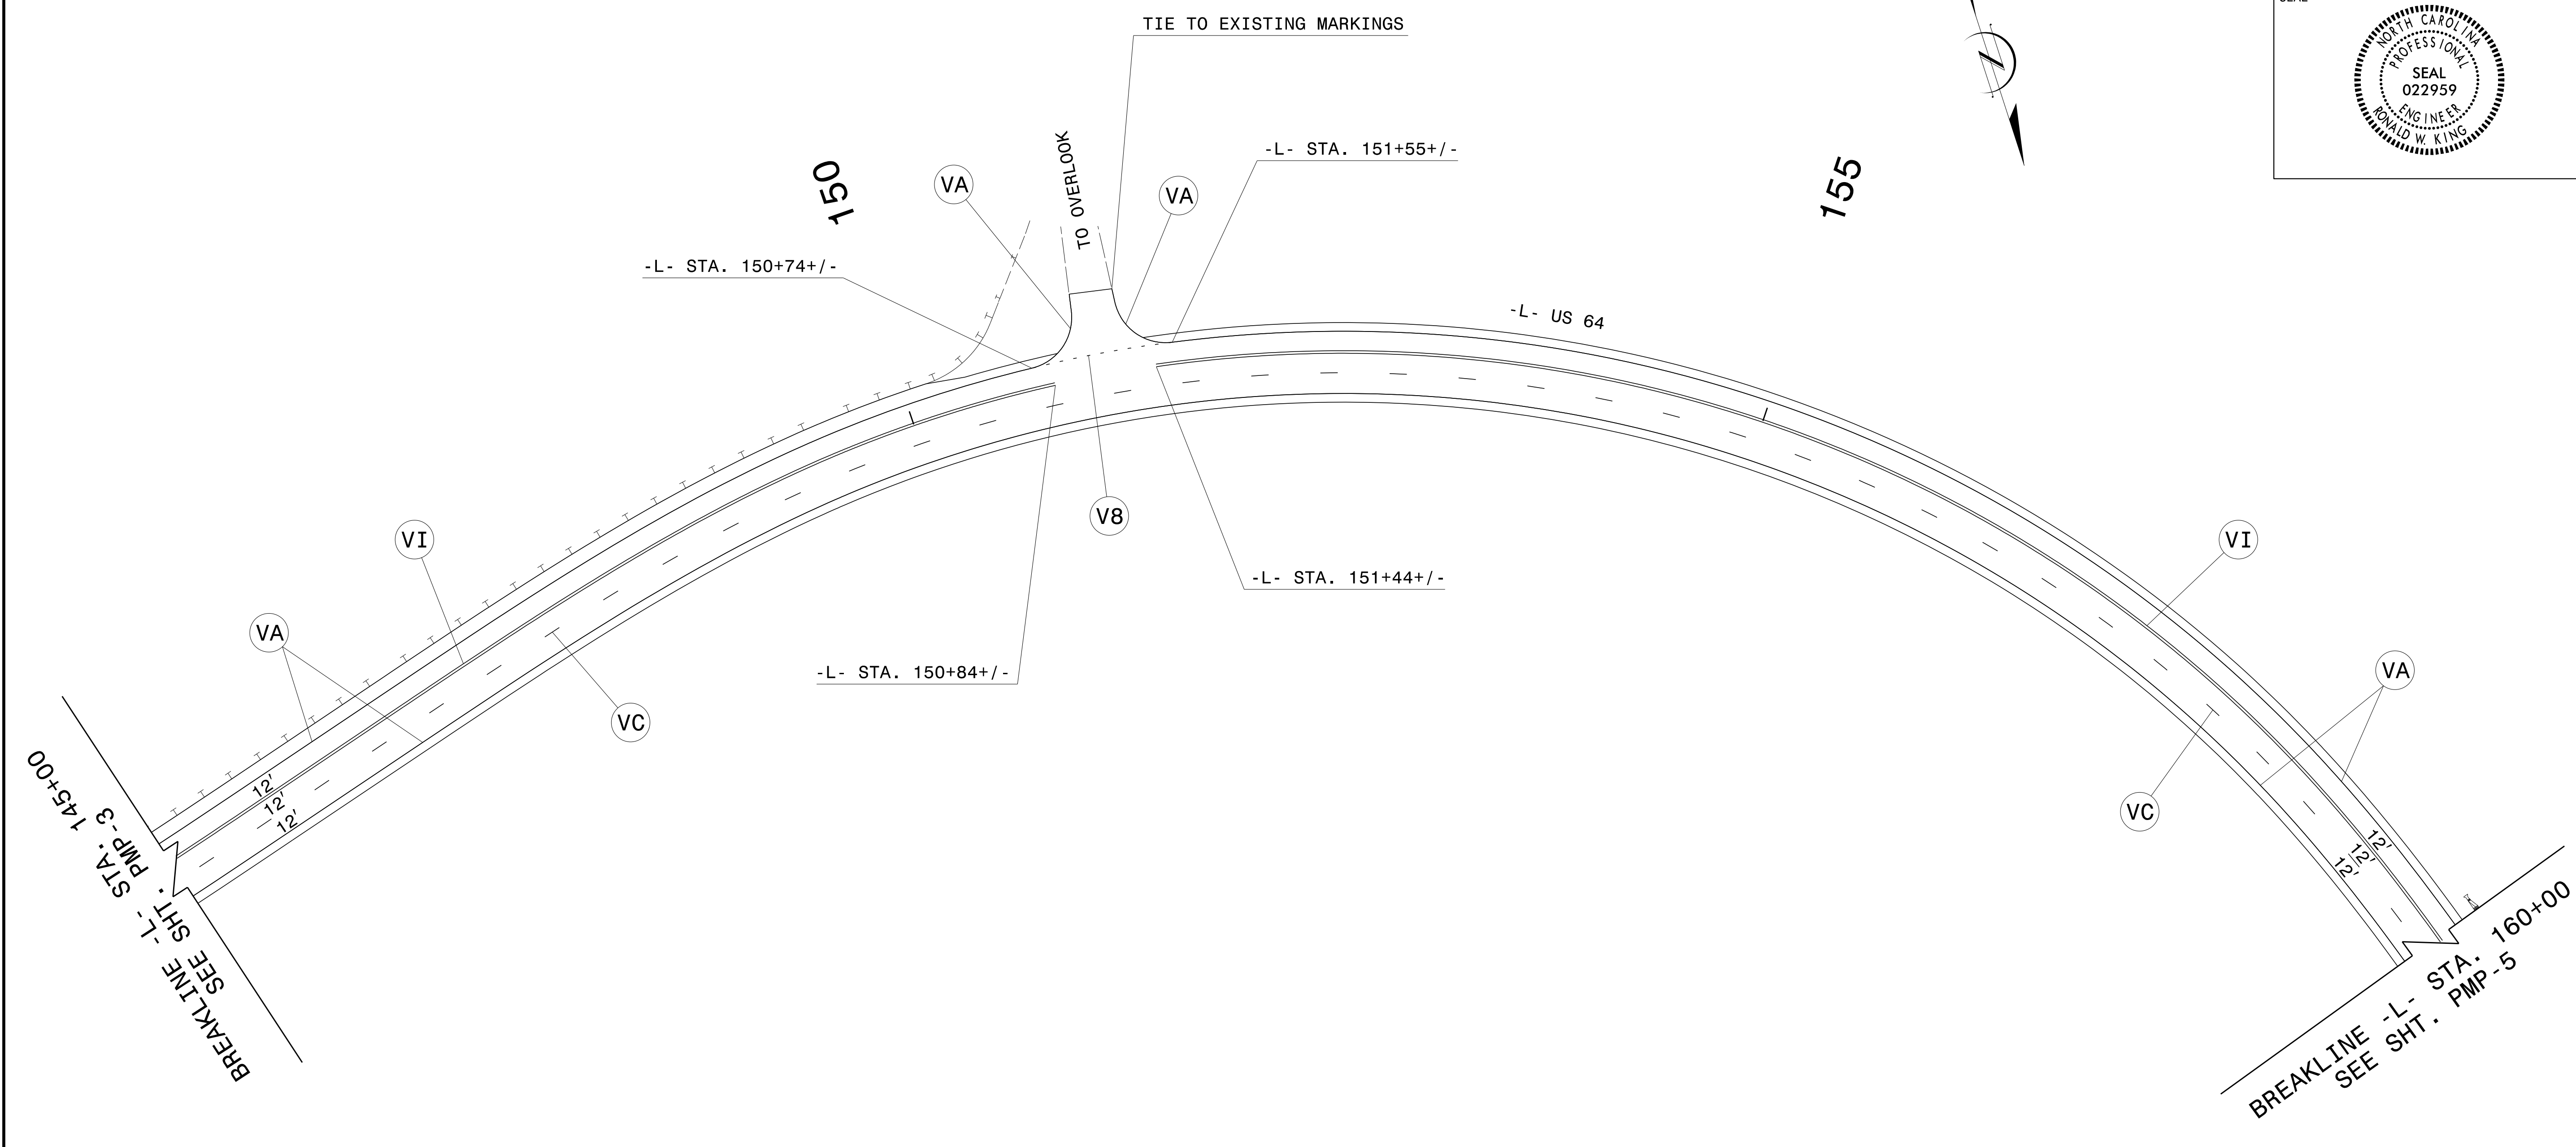 TIE TO EXISTING MARKINGS
NORTH CAROLINA
PROFESSIONAL
SEAL
022959
ENGINEER
RONALD W. KING
150
VA
TO OVERLOOK
-L- STA. 151+55+/-
VA
155
-L- STA. 150+74+/-
-L- US 64
VI
V8
VI
-L- STA. 151+44+/-
VA
-L- STA. 150+84+/-
VC
VA
VC
12'
12'
12'
12'
12'
12'
BREAKLINE -L- STA. 145+00
SEE SHT. PMP-3
BREAKLINE -L- STA. 160+00
SEE SHT. PMP-5